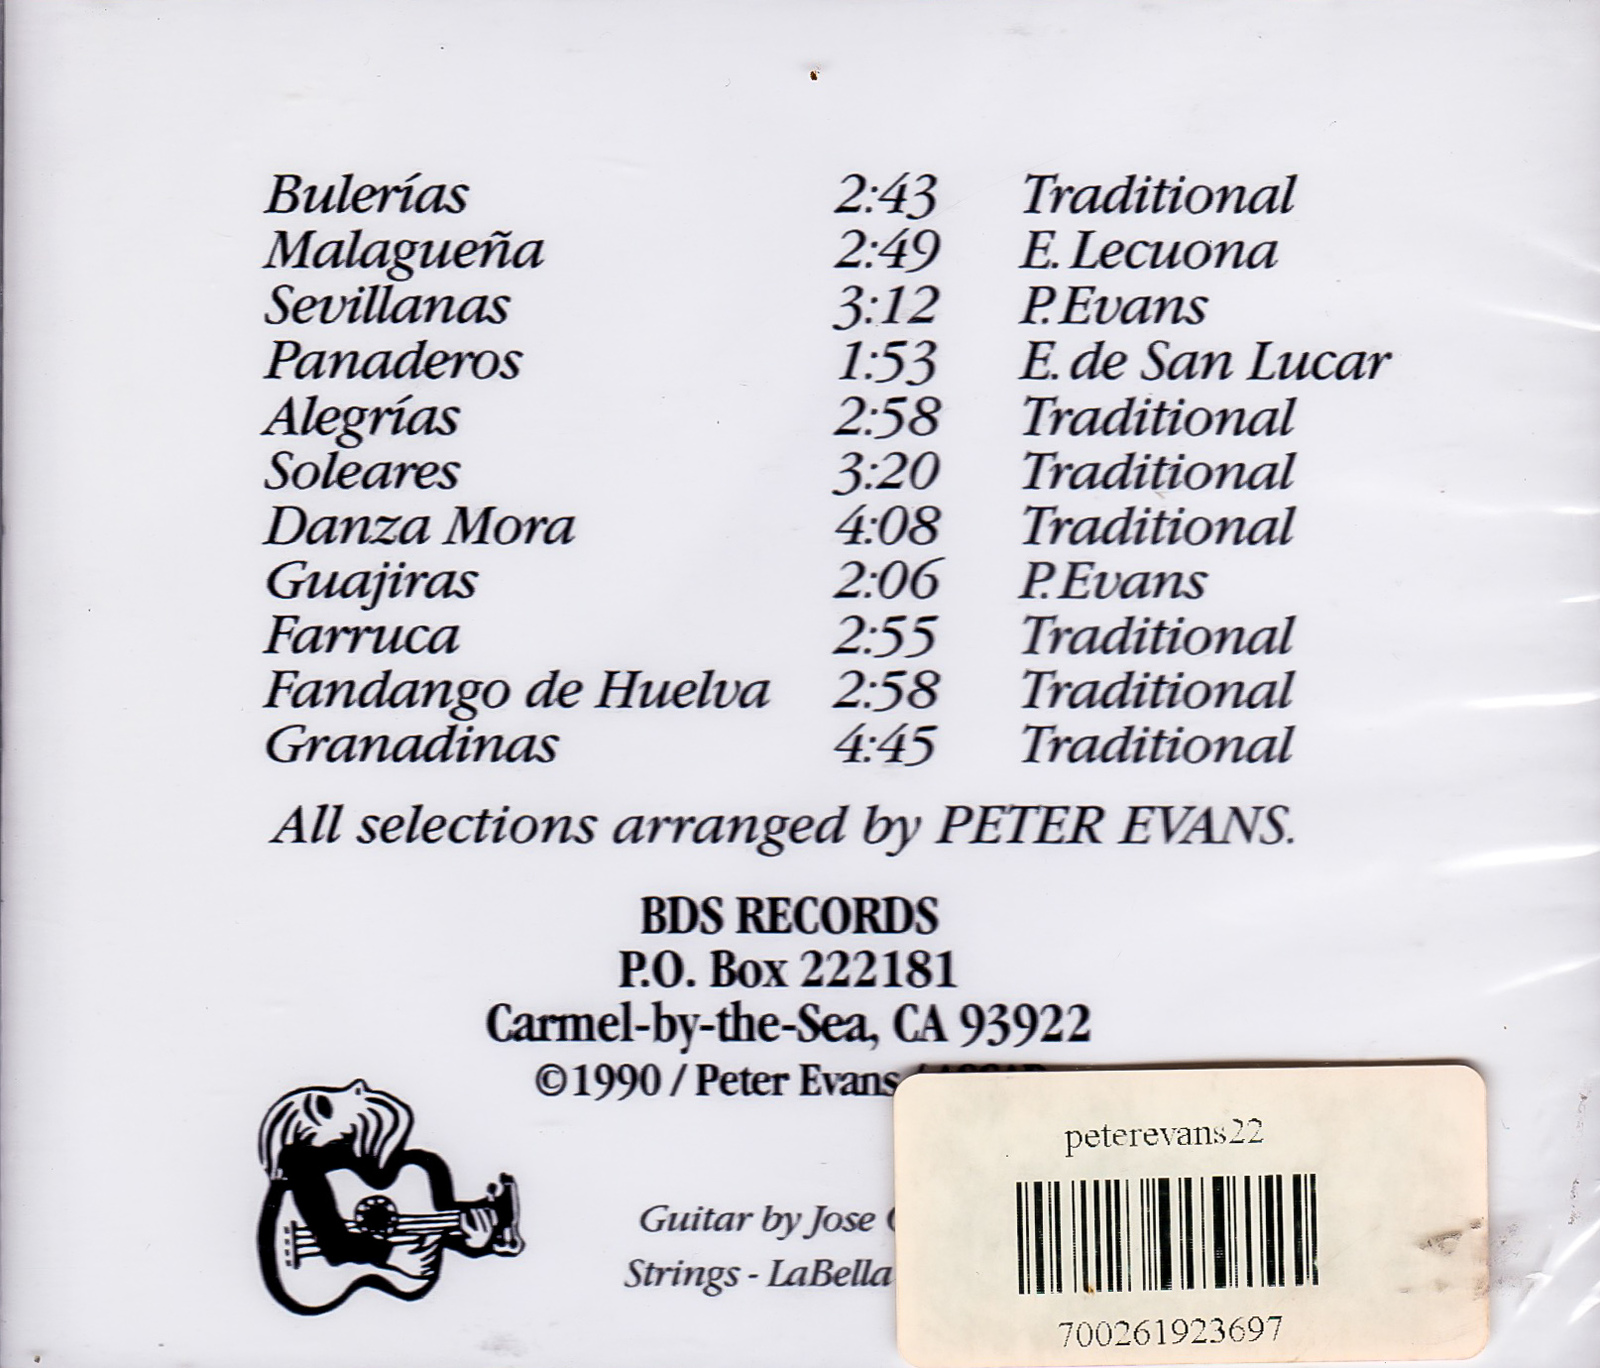 Bulerías 2:43 Traditional
Malagueña 2:49 E. Lecuona
Sevillanas 3:12 P. Evans
Panaderos 1:53 E. de San Lucar
Alegrías 2:58 Traditional
Soleares 3:20 Traditional
Danza Mora 4:08 Traditional
Guajiras 2:06 P. Evans
Farruca 2:55 Traditional
Fandango de Huelva 2:58 Traditional
Granadinas 4:45 Traditional
All selections arranged by PETER EVANS.
BDS RECORDS
P.O. Box 222181
Carmel-by-the-Sea, CA 93922
©1990 / Peter Evans
Guitar by Jose
Strings - LaBella
peterevans22
700261923697